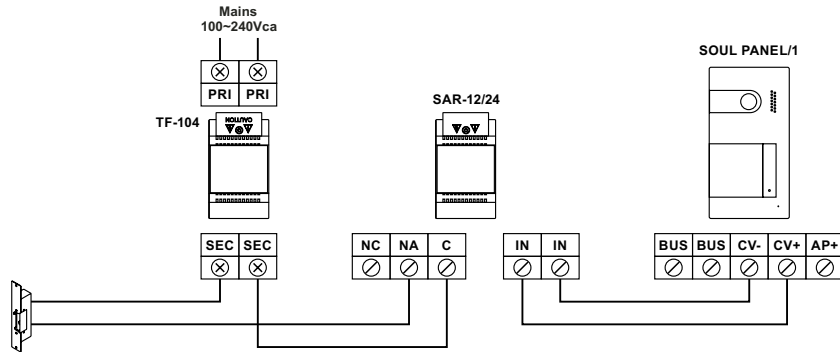 Mains
100~240Vca
SOUL PANEL/1
PRI PRI
SAR-12/24
TF-104
CAUTION
SEC SEC
NC NA C
IN IN
BUS BUS CV- CV+ AP+